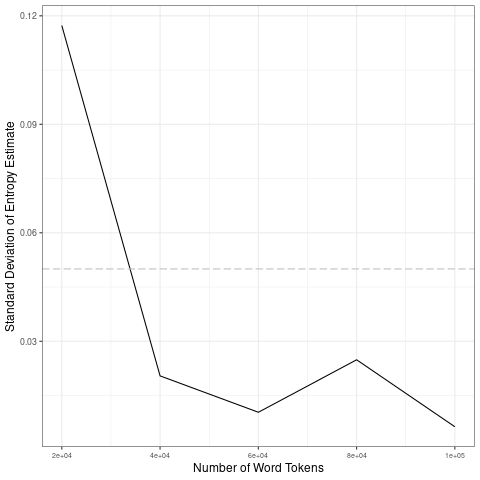 Standard Deviation of Entropy Estimate
0.12
0.09
0.06
0.03
2e+04 4e+04 6e+04 8e+04 1e+05
Number of Word Tokens